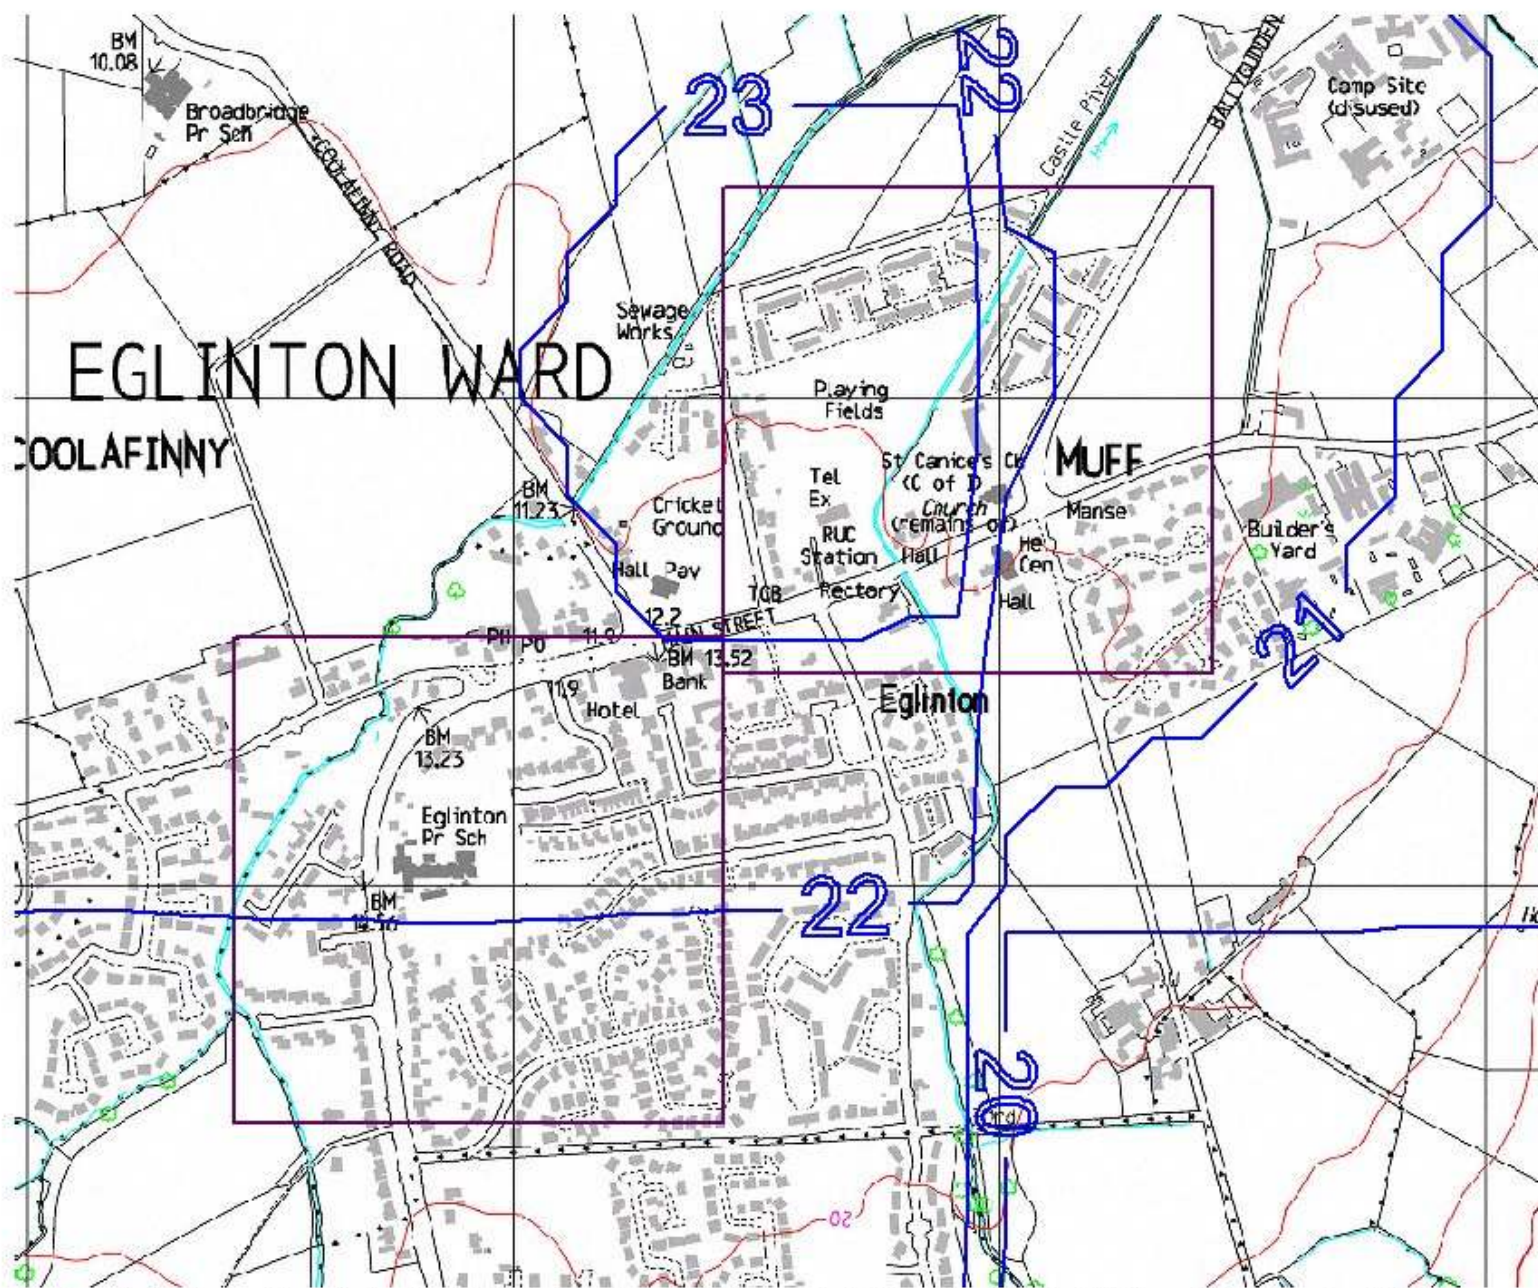 BM
10.08
Broadbridge
Pr Sch
23
22
Castle River
Camp Site
(disused)
COOLAFINNY ROAD
Sewage
Works
EGLINTON WARD
Playing
Fields
COOLAFINNY
MUFF
BM
11.23
Cricket
Ground
Tel
Ex
St Canice's Ch
(C of I)
Church
(remains of)
Manse
RUC
Station
Hall
He
Cen
Builder's
Yard
Hall Pav
TCB
Rectory
Hall
12.2
STREET
21
PH
PO
11.9
BM 13.52
Bank
11.9
Hotel
Eglinton
BM
13.23
Eglinton
Pr Sch
BM
22
20
20